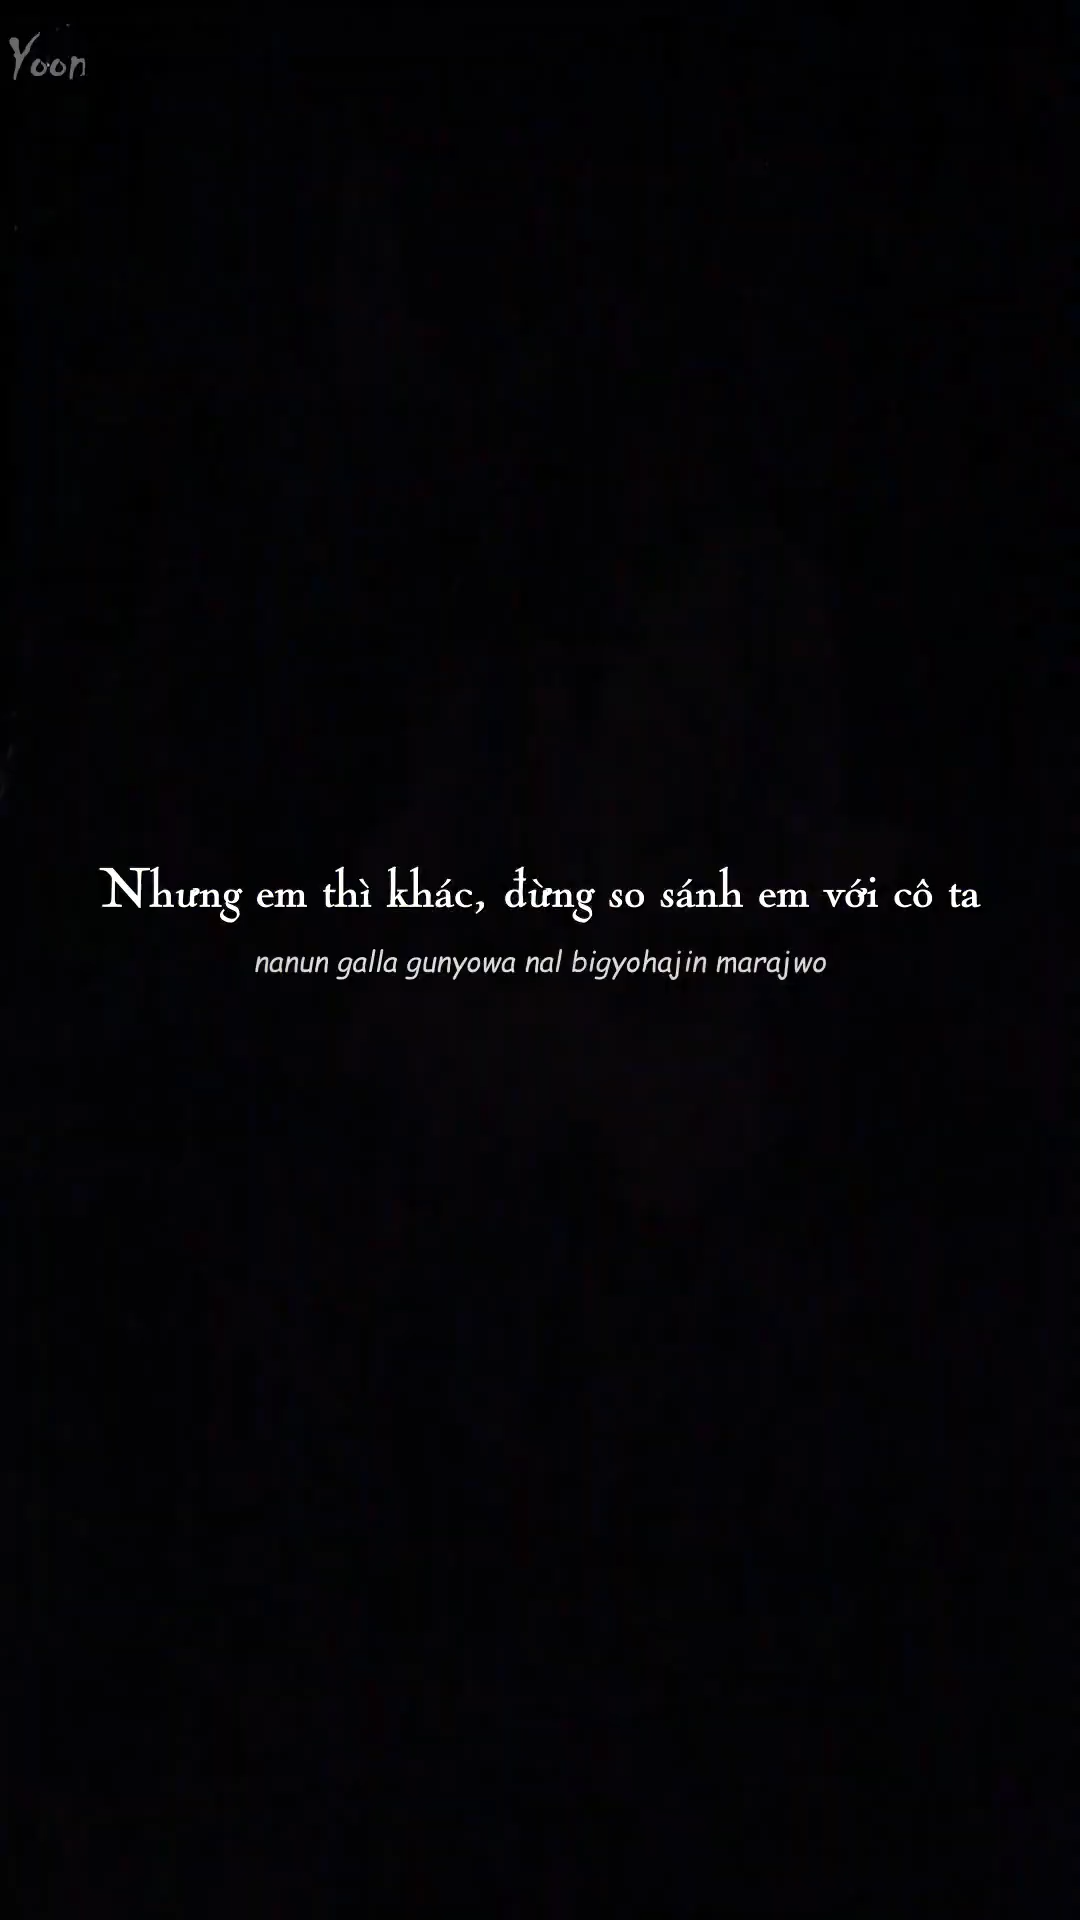 Yoon
Nhưng em thì khác, đừng so sánh em với cô ta
nanun galla gunyowa nal bigyohajin marajwo